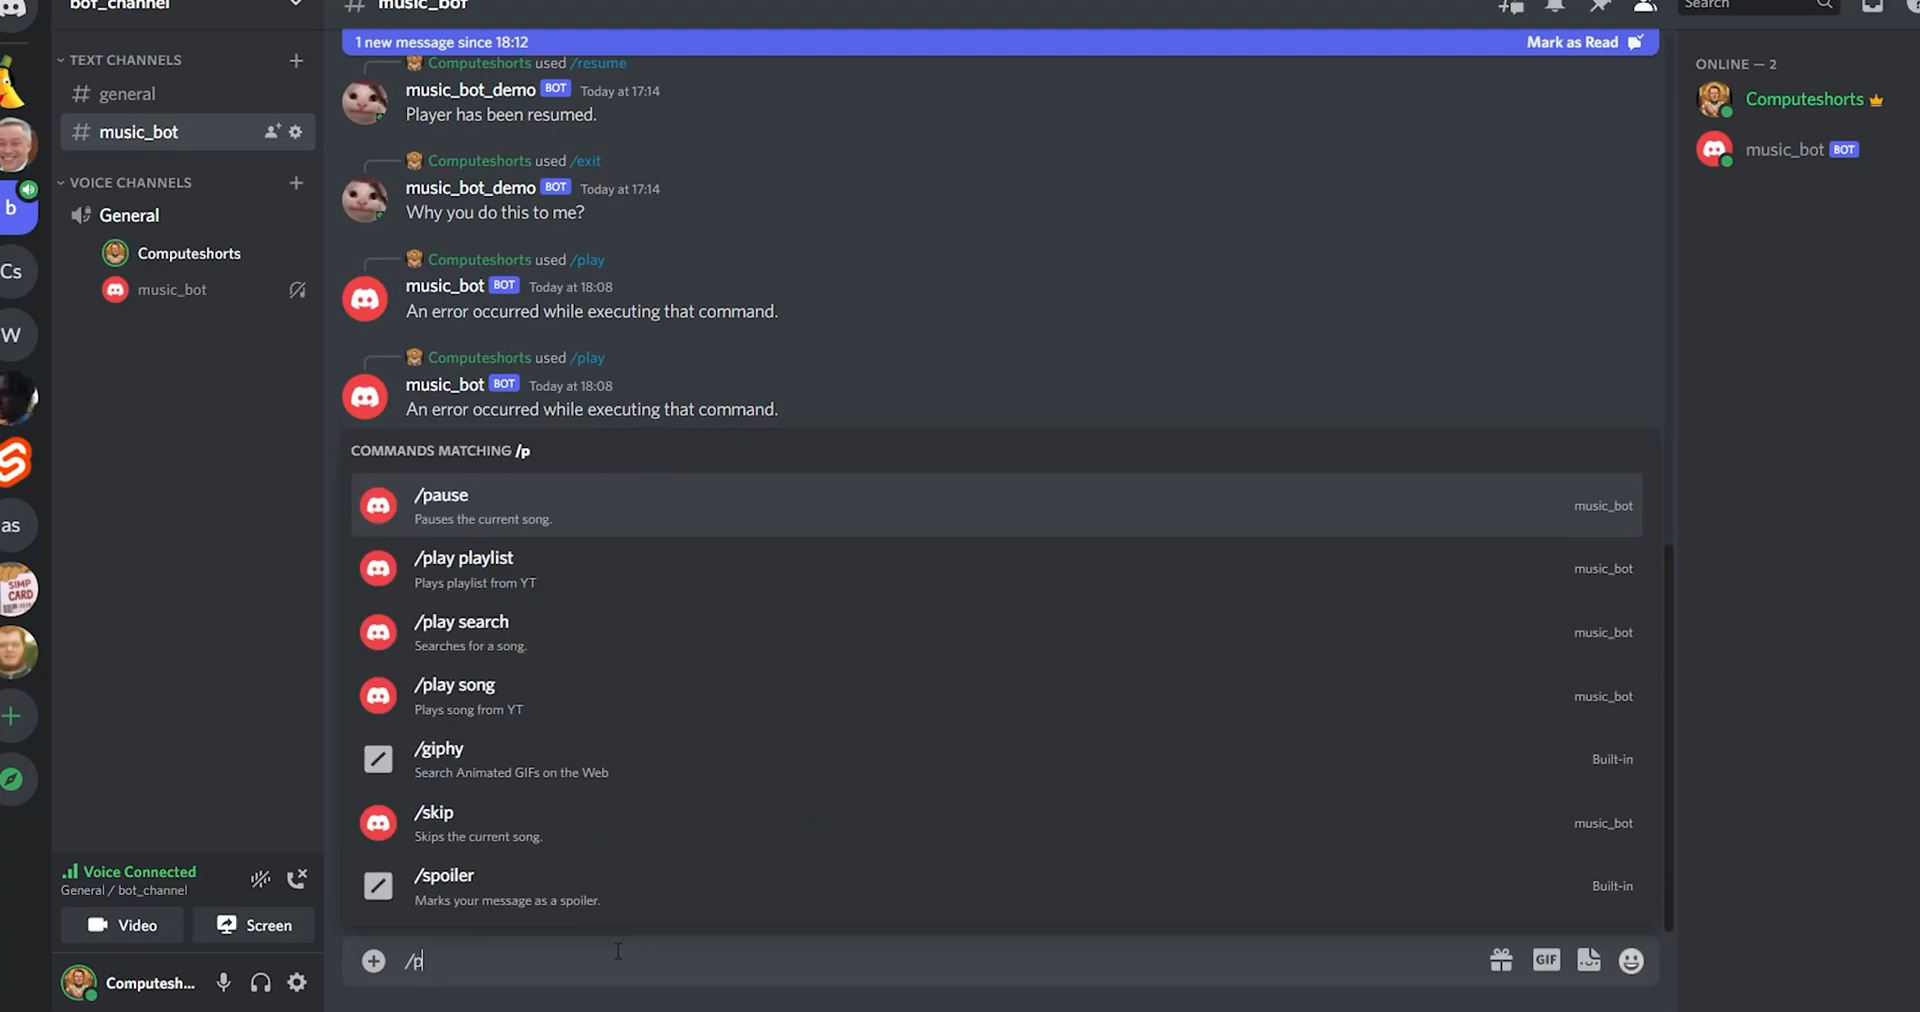 bot_channel
TEXT CHANNELS
general
music_bot
VOICE CHANNELS
General
Computeshorts
music_bot
b
Cs
W
as
SIMP
CARD
Voice Connected
General / bot_channel
Video
Screen
Computesh...
# music_bot
Search
1 new message since 18:12
Mark as Read
Computeshorts used /resume
music_bot_demo BOT Today at 17:14
Player has been resumed.
Computeshorts used /exit
music_bot_demo BOT Today at 17:14
Why you do this to me?
Computeshorts used /play
music_bot BOT Today at 18:08
An error occurred while executing that command.
Computeshorts used /play
music_bot BOT Today at 18:08
An error occurred while executing that command.
COMMANDS MATCHING /p
/pause
Pauses the current song.
music_bot
/play playlist
Plays playlist from YT
music_bot
/play search
Searches for a song.
music_bot
/play song
Plays song from YT
music_bot
/giphy
Search Animated GIFs on the Web
Built-in
/skip
Skips the current song.
music_bot
/spoiler
Marks your message as a spoiler.
Built-in
/p
GIF
ONLINE — 2
Computeshorts
music_bot BOT